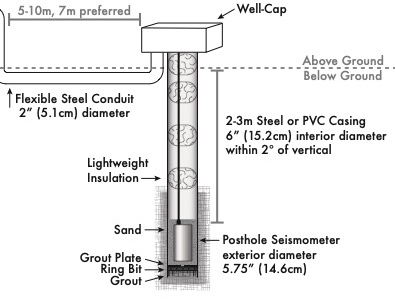 5-10m, 7m preferred
Well-Cap
Above Ground
Below Ground
Flexible Steel Conduit
2" (5.1cm) diameter
2-3m Steel or PVC Casing
6" (15.2cm) interior diameter
within 2° of vertical
Lightweight
Insulation
Sand
Posthole Seismometer
exterior diameter
5.75" (14.6cm)
Grout Plate
Ring Bit
Grout